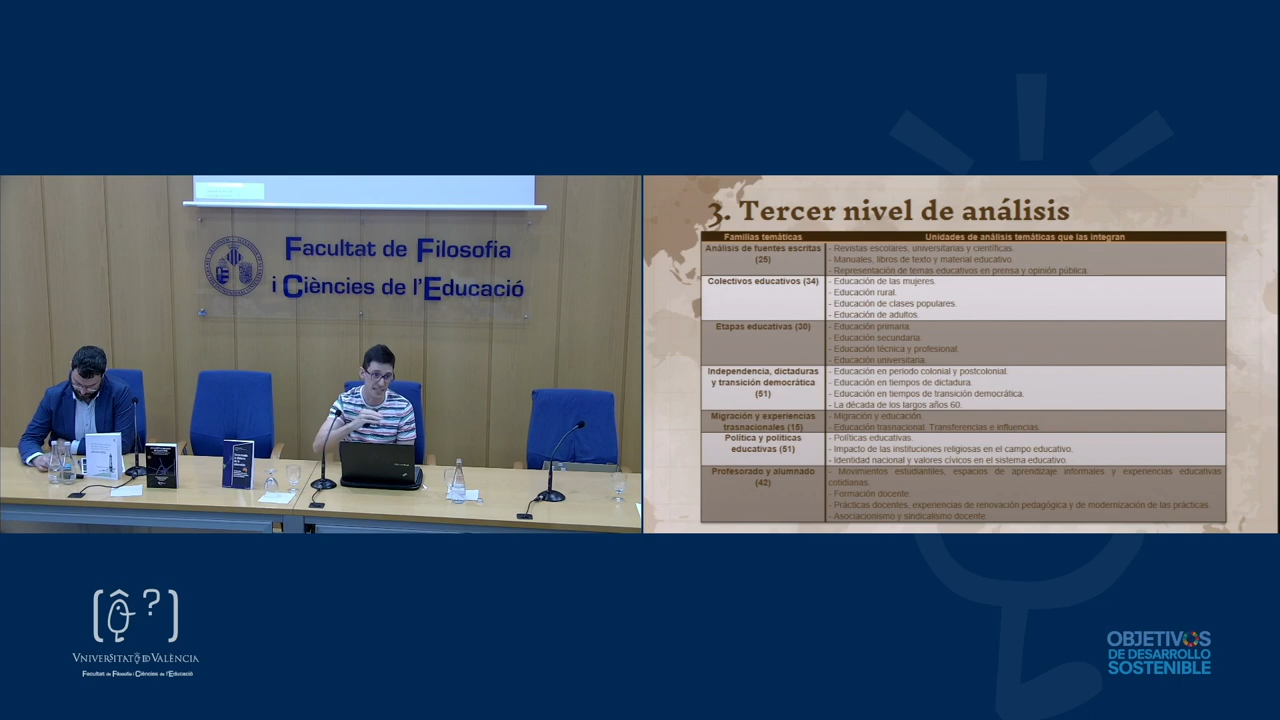 Facultat de Filosofia
i Ciències de l'Educació
3. Tercer nivel de análisis
Familias temáticas
Unidades de análisis temáticas que las integran
Análisis de fuentes escritas
(25)
- Revistas escolares, universitarias y científicas.
- Manuales, libros de texto y material educativo.
- Representación de temas educativos en prensa y opinión pública.
Colectivos educativos (34)
- Educación de las mujeres.
- Educación rural.
- Educación de clases populares.
- Educación de adultos.
Etapas educativas (30)
- Educación primaria.
- Educación secundaria.
- Educación técnica y profesional.
- Educación universitaria.
Independencia, dictaduras
y transición democrática
(51)
- Educación en periodo colonial y postcolonial.
- Educación en tiempos de dictadura.
- Educación en tiempos de transición democrática.
- La década de los largos años 60.
Migración y experiencias
trasnacionales (15)
- Migración y educación.
- Educación trasnacional. Transferencias e influencias.
Política y políticas
educativas (51)
- Políticas educativas.
- Impacto de las instituciones religiosas en el campo educativo.
- Identidad nacional y valores cívicos en el sistema educativo.
Profesorado y alumnado
(42)
- Movimientos estudiantiles, espacios de aprendizaje informales y experiencias educativas
cotidianas.
- Formación docente.
- Prácticas docentes, experiencias de renovación pedagógica y de modernización de las prácticas.
- Asociacionismo y sindicalismo docente.
[ ? ]
VNIVERSITAT DE VALÈNCIA
Facultat de Filosofia i Ciències de l'Educació
OBJETIVOS
DE DESARROLLO
SOSTENIBLE